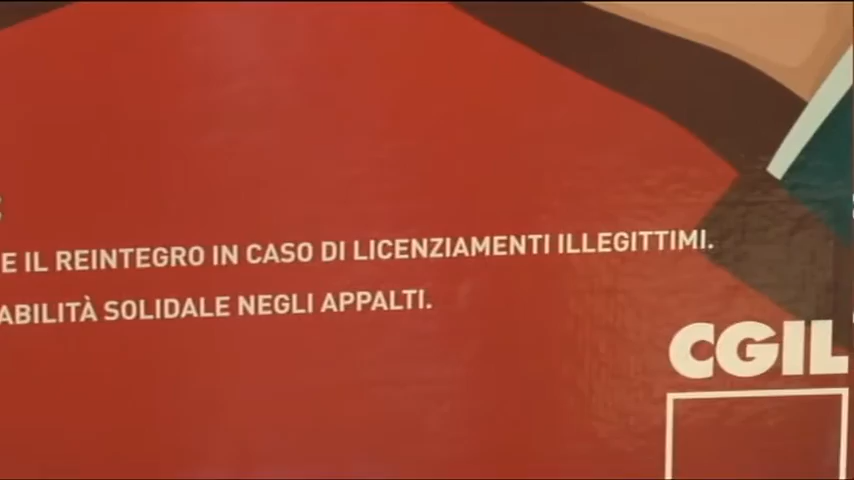 E IL REINTEGRO IN CASO DI LICENZIAMENTI ILLEGITTIMI.
ABILITÀ SOLIDALE NEGLI APPALTI.
CGIL